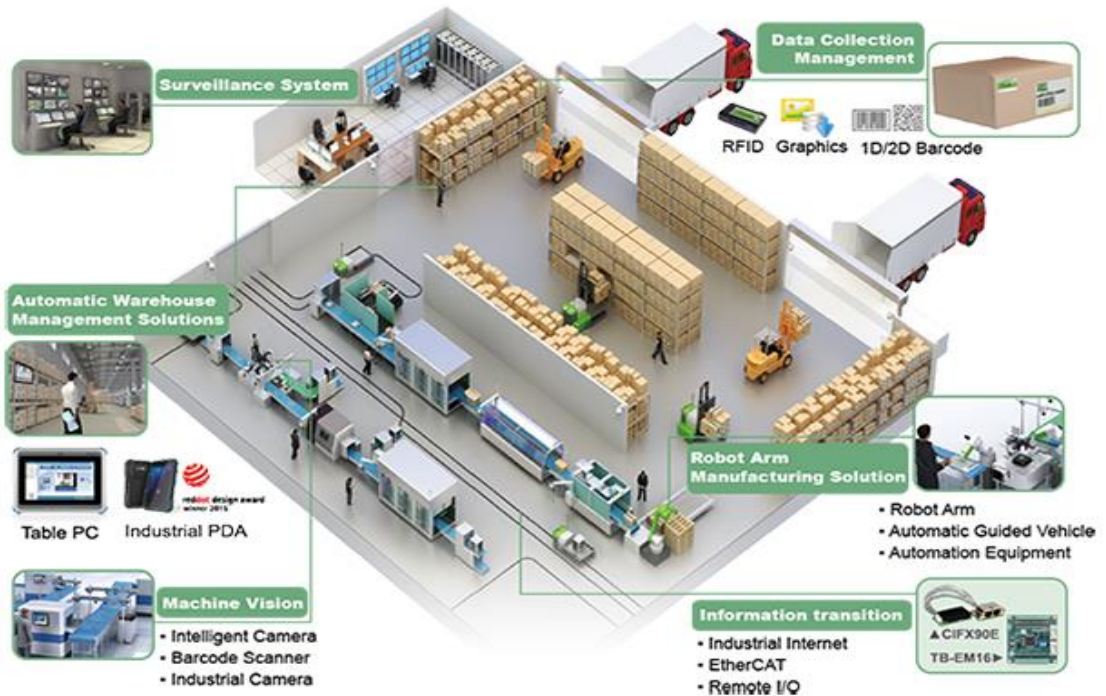 Surveillance System
Data Collection
Management
RFID
Graphics
1D/2D Barcode
Automatic Warehouse
Management Solutions
reddot design award
winner 2015
Table PC
Industrial PDA
Robot Arm
Manufacturing Solution
• Robot Arm
• Automatic Guided Vehicle
• Automation Equipment
Machine Vision
• Intelligent Camera
• Barcode Scanner
• Industrial Camera
Information transition
• Industrial Internet
• EtherCAT
• Remote I/O
▲CIFX90E
TB-EM16►